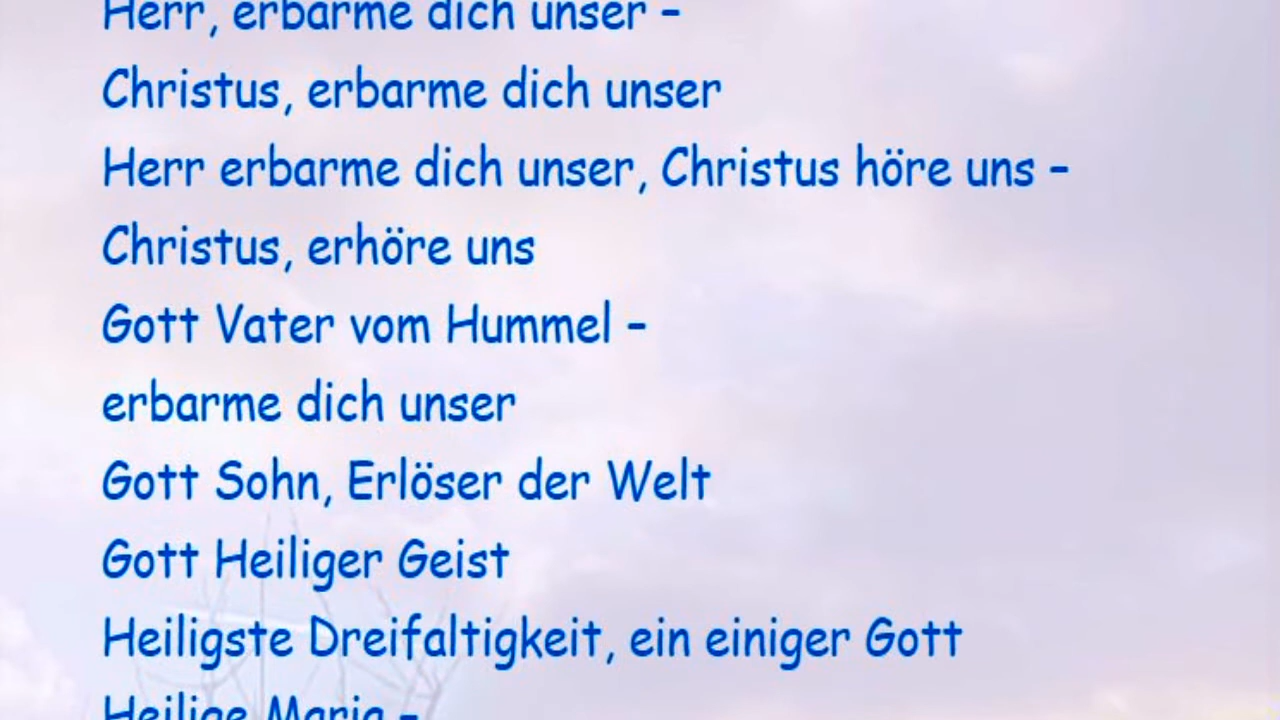 Herr, erbarme dich unser –
Christus, erbarme dich unser
Herr erbarme dich unser, Christus höre uns –
Christus, erhöre uns
Gott Vater vom Hummel –
erbarme dich unser
Gott Sohn, Erlöser der Welt
Gott Heiliger Geist
Heiligste Dreifaltigkeit, ein einiger Gott
Heilige Maria –